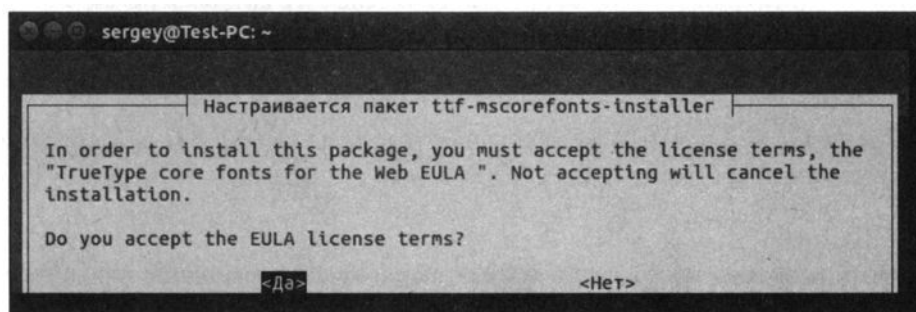 sergey@Test-PC: ~
Настраивается пакет ttf-mscorefonts-installer
In order to install this package, you must accept the license terms, the
"TrueType core fonts for the Web EULA ". Not accepting will cancel the
installation.
Do you accept the EULA license terms?
<Да> <Нет>